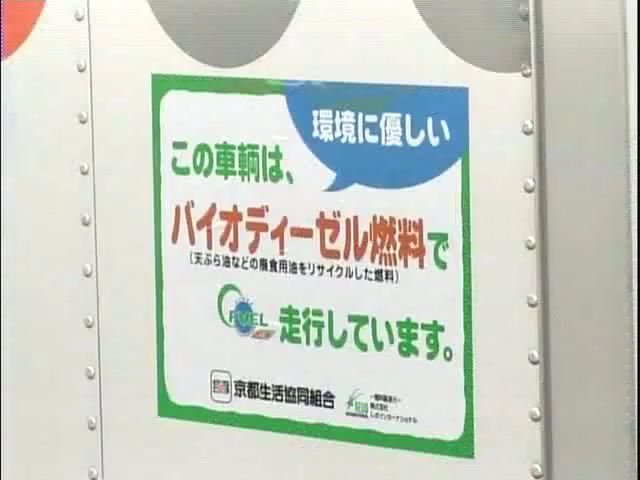 環境に優しい
この車輌は、
バイオディーゼル燃料で
(天ぷら油などの廃食用油をリサイクルした燃料)
FUEL
走行しています。
京都生活協同組合